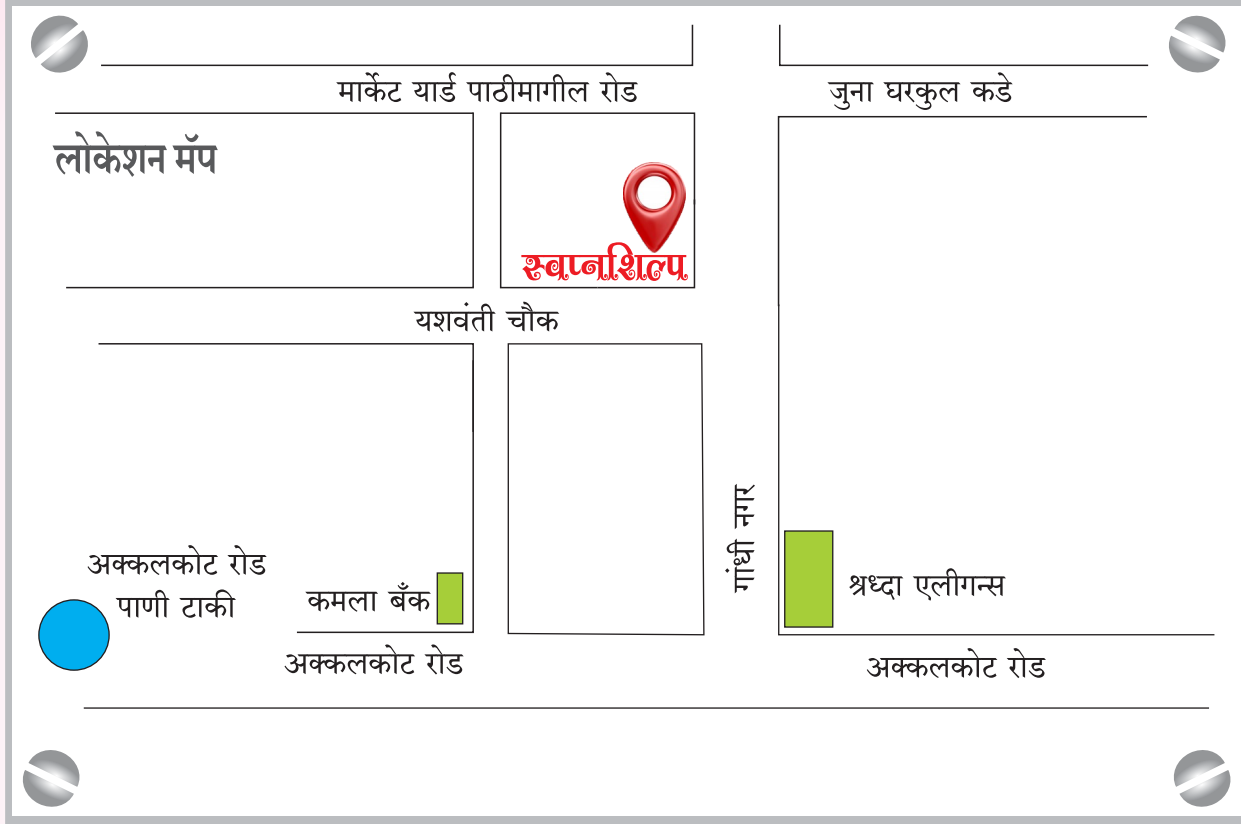 मार्केट यार्ड पाठीमागील रोड
जुना घरकुल कडे
लोकेशन मॅप
स्वप्नशिल्प
यशवंती चौक
गांधी नगर
अक्कलकोट रोड
पाणी टाकी
कमला बँक
श्रध्दा एलीगन्स
अक्कलकोट रोड
अक्कलकोट रोड